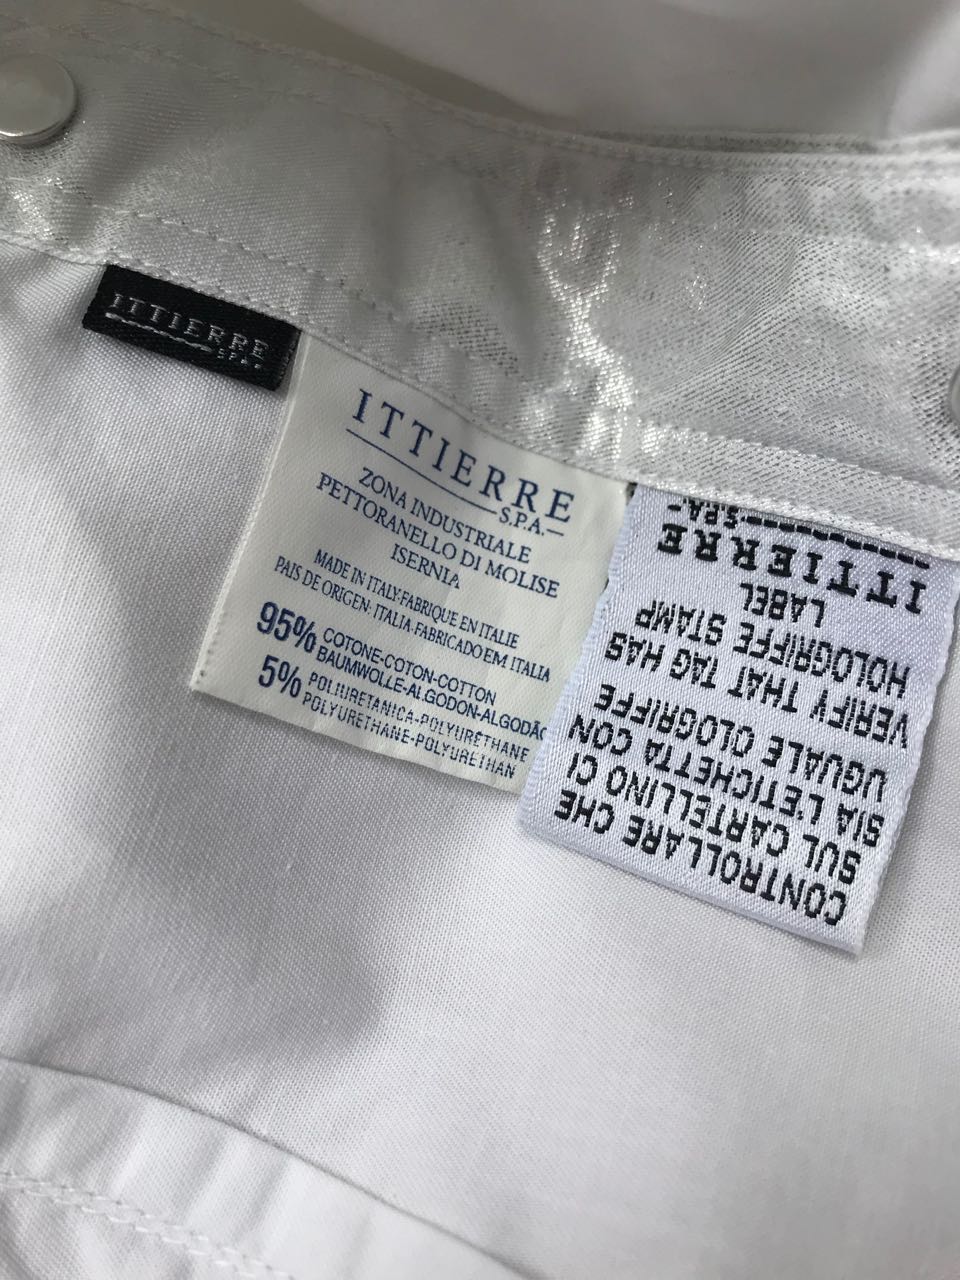 ITTIERRE
S.P.A.
ITTIERRE
S.P.A.
ZONA INDUSTRIALE
PETTORANELLO DI MOLISE
ISERNIA
MADE IN ITALY-FABRIQUE EN ITALIE
PAIS DE ORIGEN: ITALIA-FABRICADO EM ITALIA
95% COTONE-COTON-COTTON
BAUMWOLLE-ALGODON-ALGODÃO
5% POLIURETANICA-POLYURÉTHANE
POLYURETHANE-POLYURETHAN
CONTROLLARE CHE
SUL CARTELLINO CI
SIA L'ETICHETTA CON
UGUALE OLOGRIFFE
VERIFY THAT TAG HAS
HOLOGRIFFE STAMP
LABEL
ITTIERRE
S.P.A.